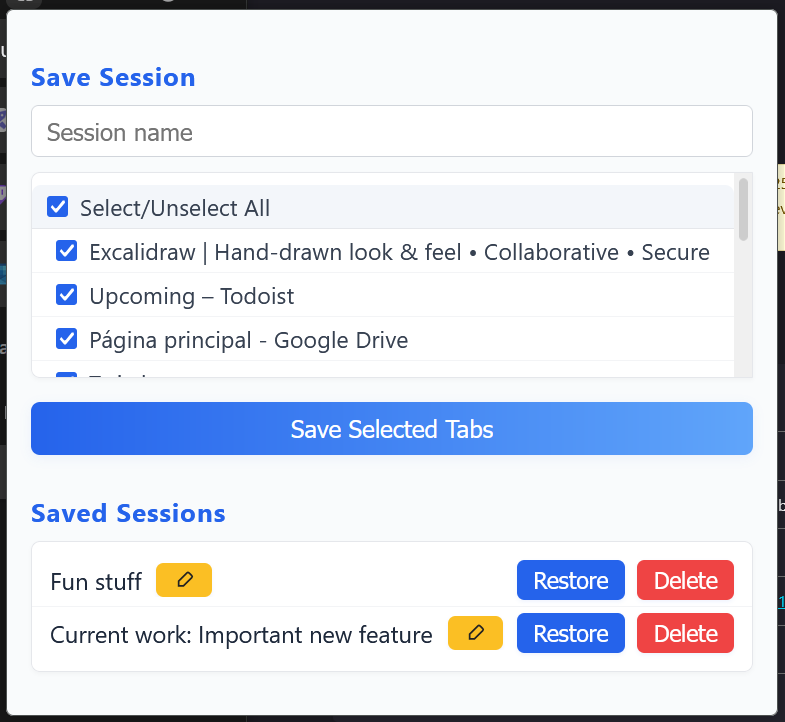 Save Session
Session name
Select/Unselect All
Excalidraw | Hand-drawn look & feel • Collaborative • Secure
Upcoming – Todoist
Página principal - Google Drive
Save Selected Tabs
Saved Sessions
Fun stuff Restore Delete
Current work: Important new feature Restore Delete